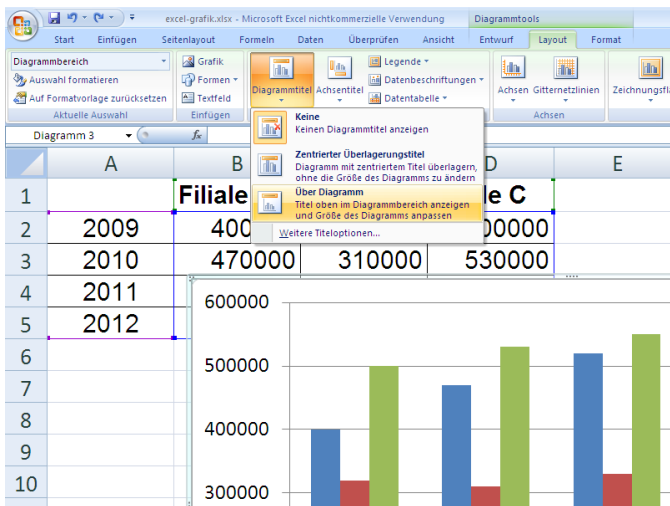 excel-grafik.xlsx - Microsoft Excel nichtkommerzielle Verwendung
Diagrammtools
Start Einfügen Seitenlayout Formeln Daten Überprüfen Ansicht Entwurf Layout Format
Diagrammbereich
Auswahl formatieren
Auf Formatvorlage zurücksetzen
Aktuelle Auswahl
Grafik
Formen
Textfeld
Einfügen
Diagrammtitel
Achsentitel
Legende
Datenbeschriftungen
Datentabelle
Achsen
Gitternetzlinien
Achsen
Keine
Keinen Diagrammtitel anzeigen
Zentrierter Überlagerungstitel
Diagramm mit zentriertem Titel überlagern,
ohne die Größe des Diagramms zu ändern
Über Diagramm
Titel oben im Diagrammbereich anzeigen
und Größe des Diagramms anpassen
Weitere Titeloptionen...
Diagramm 3
fx
A B D E
1 Filiale C
2 2009
3 2010 470000 310000 530000
4 2011
5 2012
6
7
8
9
10
600000
500000
400000
300000